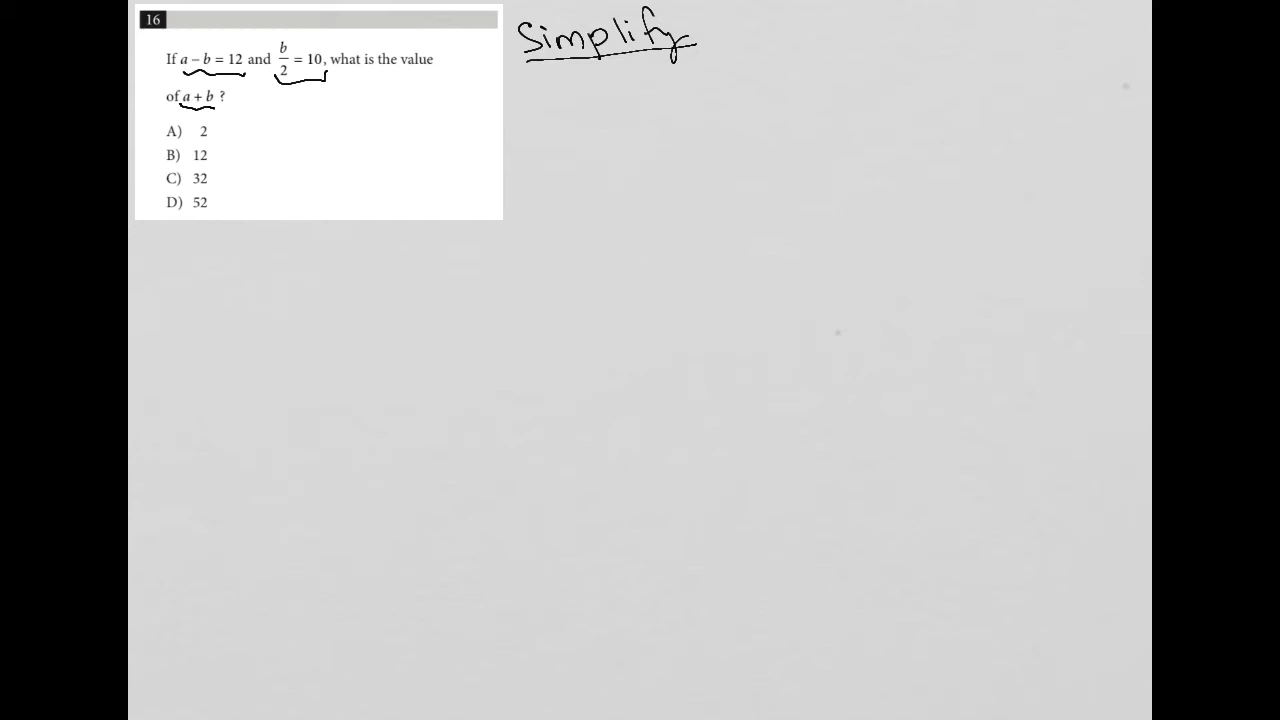 16
Simplify
If a − b = 12 and b/2 = 10, what is the value
of a + b ?
A) 2
B) 12
C) 32
D) 52